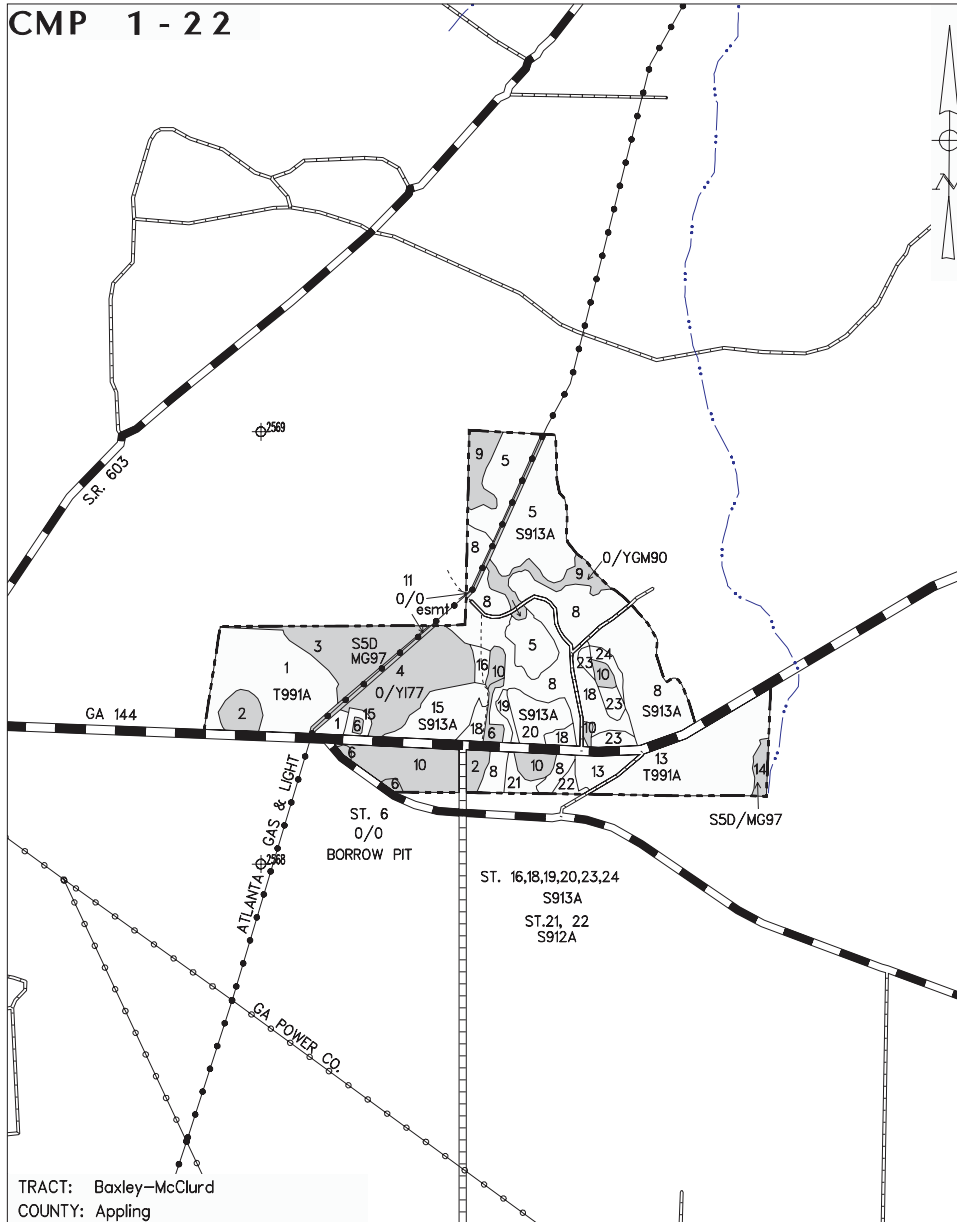 CMP 1-22
N
2569
S.R. 603
9
5
5
S913A
8
O/YGM90
9
11
0/0
esmt
8
8
3
S5D
MG97
5
1
T991A
4
16
10
23
24
10
0/YI77
8
18
23
8
S913A
2
15
S913A
19
S913A
20
GA 144
1
15
6
18
6
18
10
23
6
10
2
8
10
8
13
13
T991A
14
6
21
22
S5D/MG97
ST. 6
0/0
BORROW PIT
ATLANTA GAS & LIGHT
2568
ST. 16,18,19,20,23,24
S913A
ST.21, 22
S912A
GA POWER CO.
TRACT: Baxley-McClurd
COUNTY: Appling